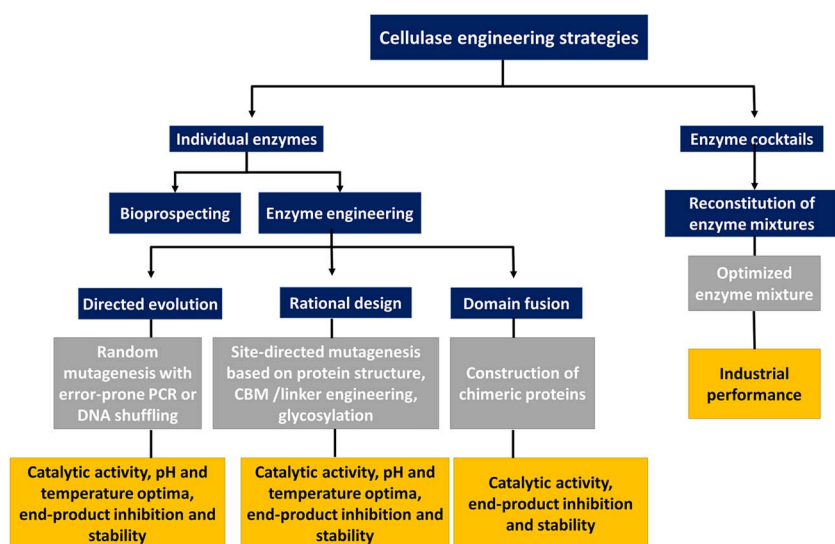 Cellulase engineering strategies
Individual enzymes
Enzyme cocktails
Bioprospecting
Enzyme engineering
Reconstitution of
enzyme mixtures
Optimized
enzyme mixture
Directed evolution
Rational design
Domain fusion
Random
mutagenesis with
error-prone PCR or
DNA shuffling
Site-directed mutagenesis
based on protein structure,
CBM /linker engineering,
glycosylation
Construction of
chimeric proteins
Industrial
performance
Catalytic activity, pH and
temperature optima,
end-product inhibition and
stability
Catalytic activity, pH and
temperature optima,
end-product inhibition and
stability
Catalytic activity,
end-product inhibition
and stability